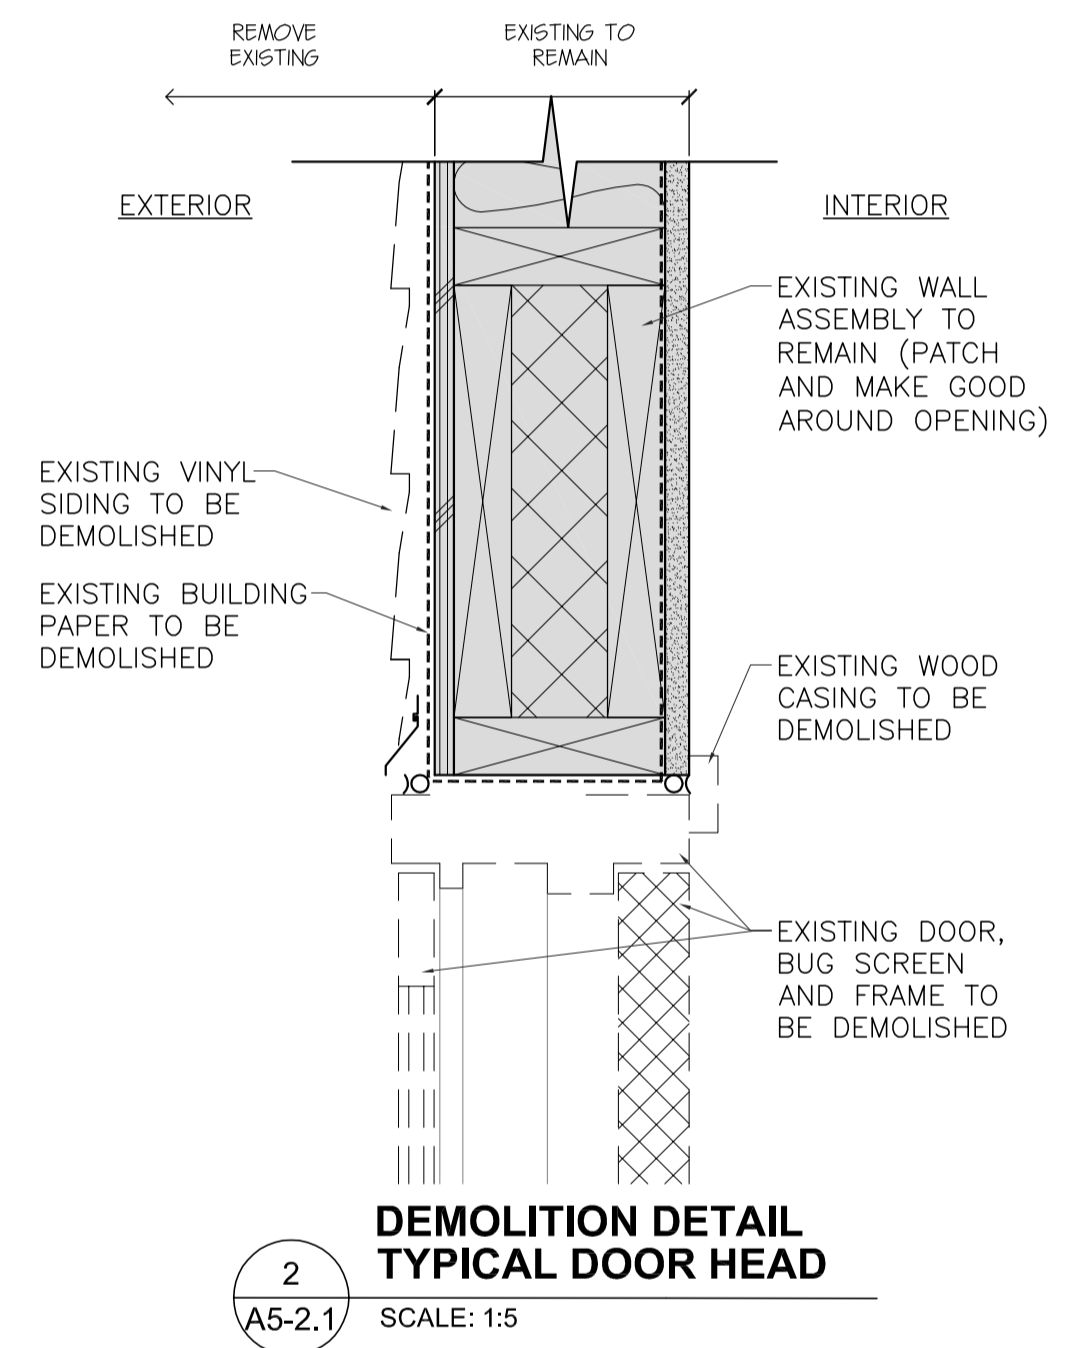 REMOVE
EXISTING
EXISTING TO
REMAIN
EXTERIOR
INTERIOR
EXISTING WALL
ASSEMBLY TO
REMAIN (PATCH
AND MAKE GOOD
AROUND OPENING)
EXISTING VINYL
SIDING TO BE
DEMOLISHED
EXISTING BUILDING
PAPER TO BE
DEMOLISHED
EXISTING WOOD
CASING TO BE
DEMOLISHED
EXISTING DOOR,
BUG SCREEN
AND FRAME TO
BE DEMOLISHED
DEMOLITION DETAIL
TYPICAL DOOR HEAD
2
A5-2.1
SCALE: 1:5